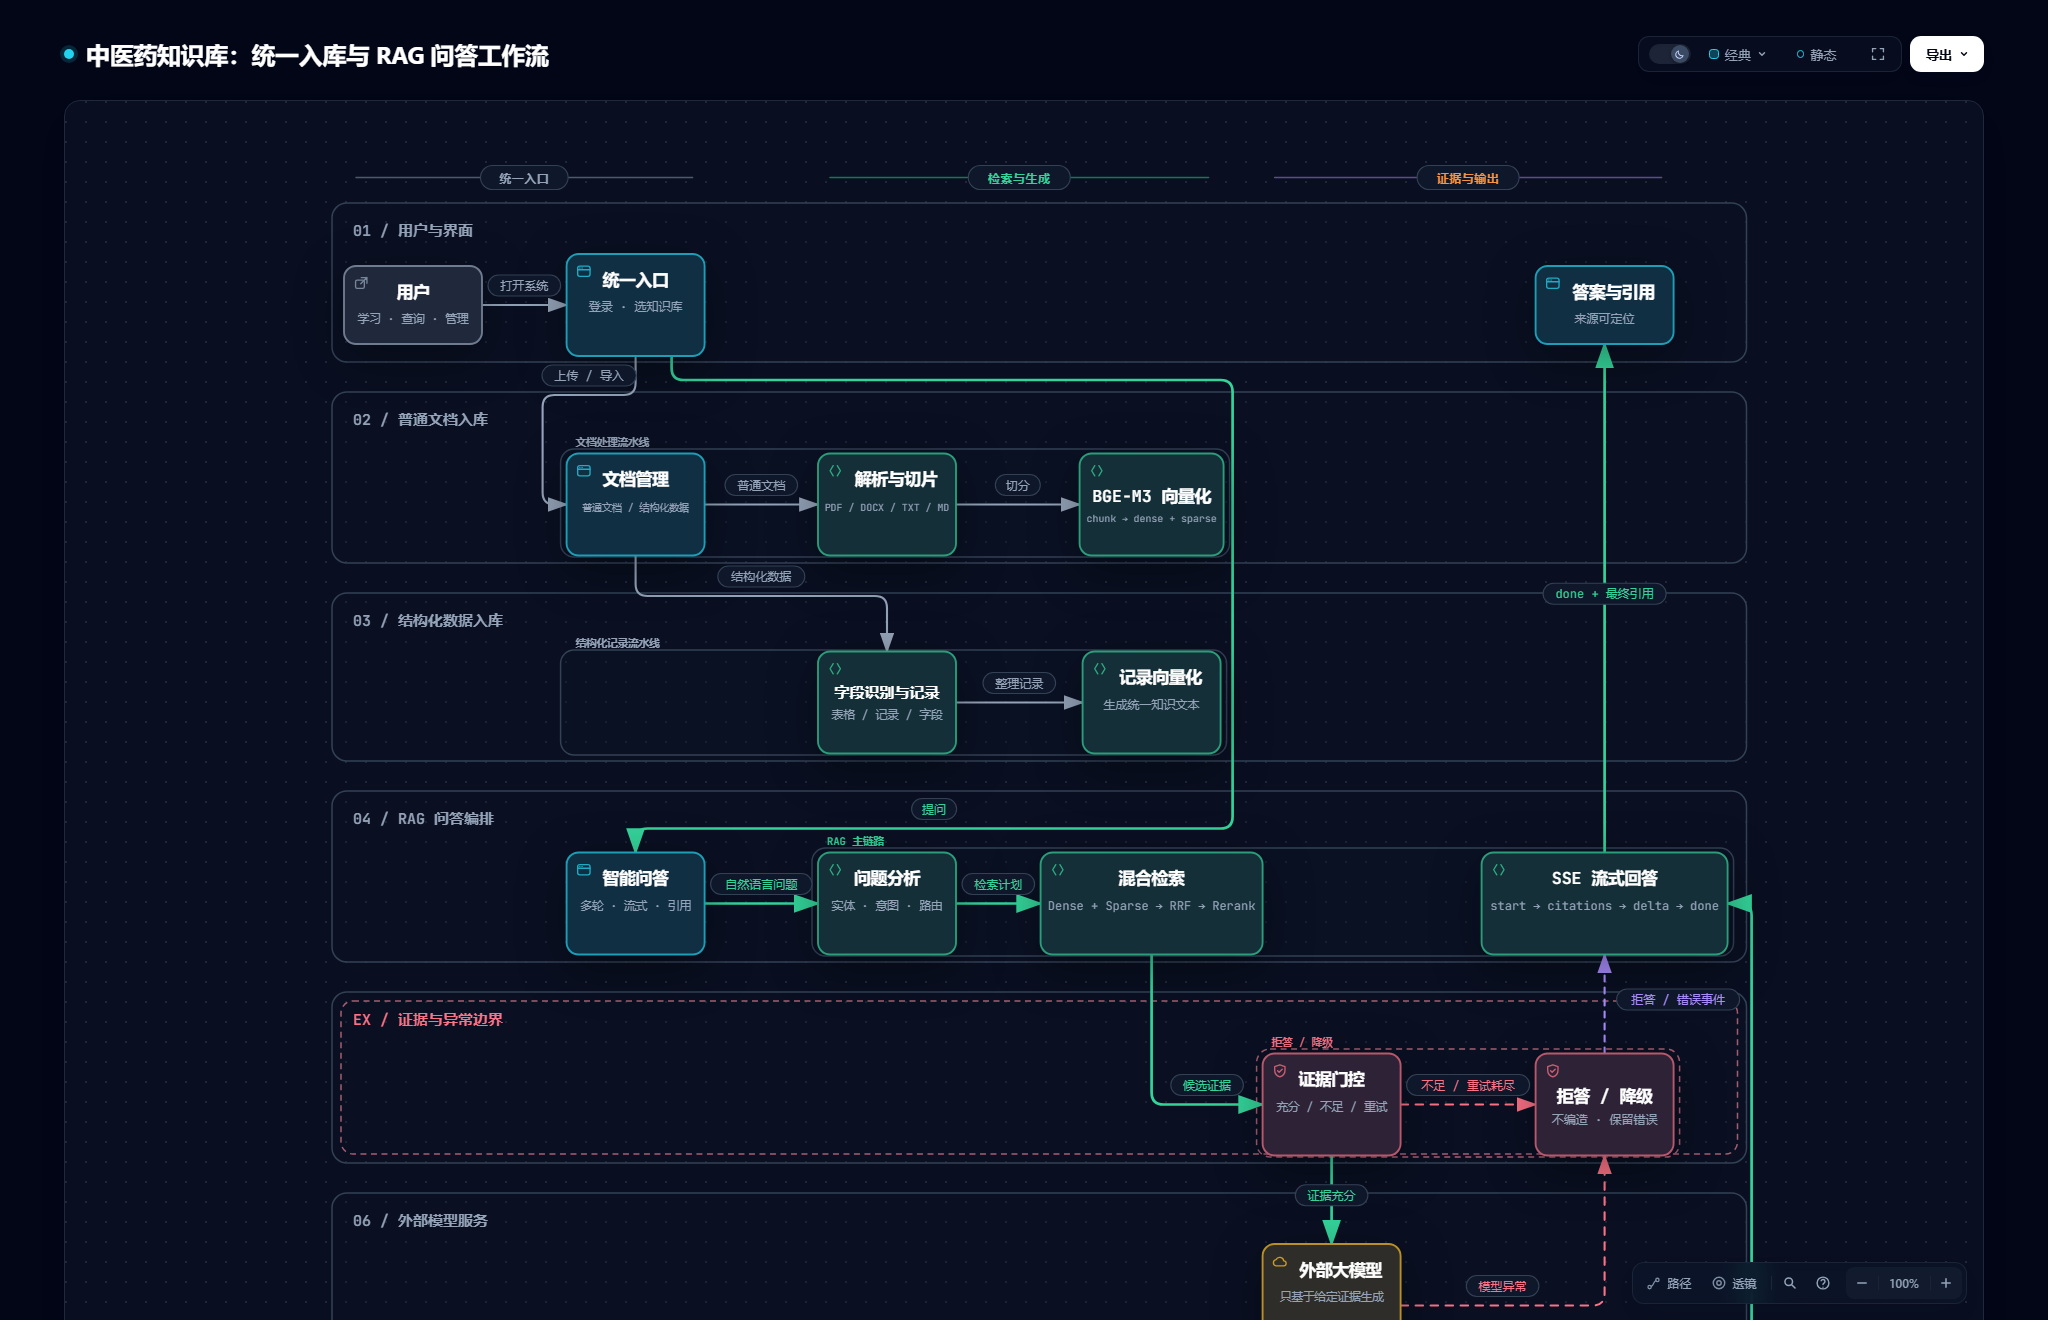 中医药知识库：统一入库与 RAG 问答工作流
经典
静态
导出
统一入口
检索与生成
证据与输出
01 / 用户与界面
用户
学习 · 查询 · 管理
打开系统
统一入口
登录 · 选知识库
答案与引用
来源可定位
上传 / 导入
02 / 普通文档入库
文档处理流水线
文档管理
普通文档 / 结构化数据
普通文档
解析与切片
PDF / DOCX / TXT / MD
切分
BGE-M3 向量化
chunk → dense + sparse
结构化数据
done + 最终引用
03 / 结构化数据入库
结构化记录流水线
字段识别与记录
表格 / 记录 / 字段
整理记录
记录向量化
生成统一知识文本
提问
04 / RAG 问答编排
RAG 主链路
智能问答
多轮 · 流式 · 引用
自然语言问题
问题分析
实体 · 意图 · 路由
检索计划
混合检索
Dense + Sparse → RRF → Rerank
SSE 流式回答
start → citations → delta → done
拒答 / 错误事件
EX / 证据与异常边界
拒答 / 降级
候选证据
证据门控
充分 / 不足 / 重试
不足 / 重试耗尽
拒答 / 降级
不编造 · 保留错误
证据充分
06 / 外部模型服务
外部大模型
只基于给定证据生成
模型异常
路径
透镜
100%